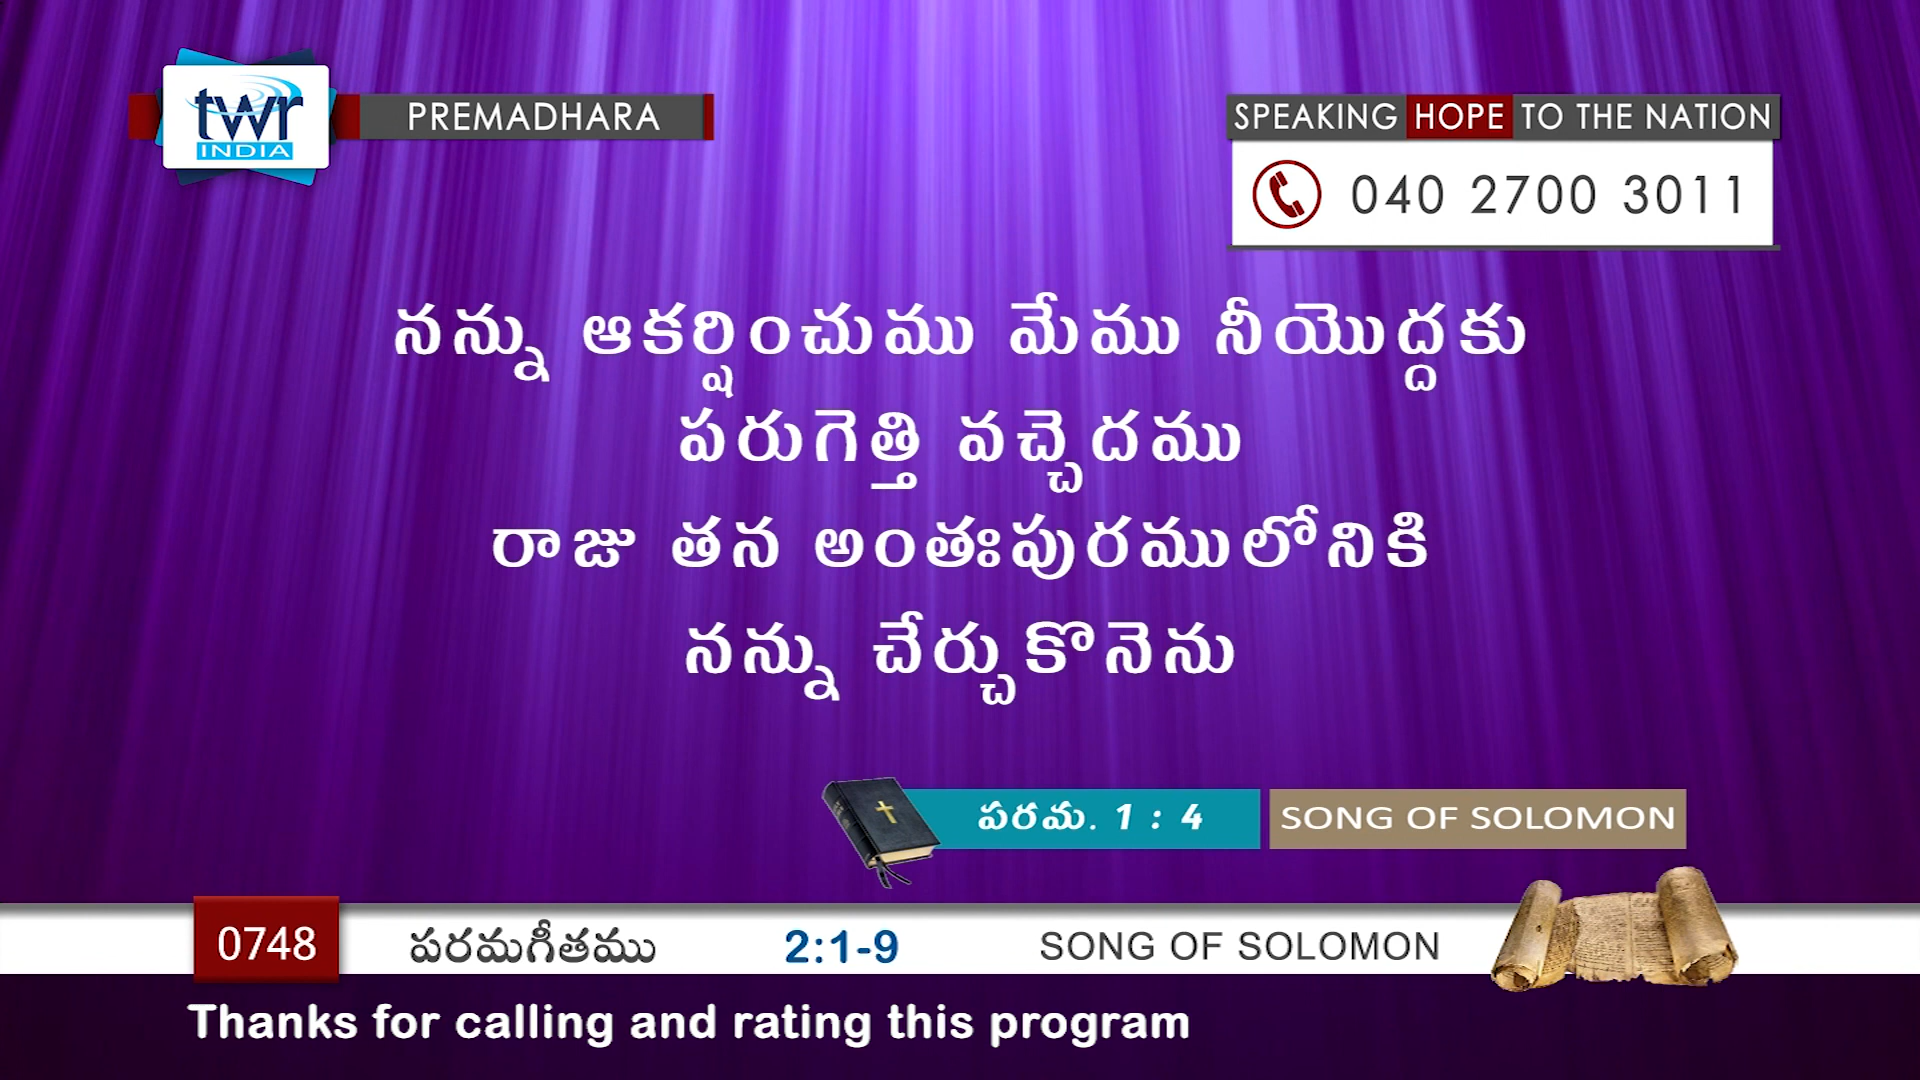 twr
INDIA
PREMADHARA
SPEAKING HOPE TO THE NATION
040 2700 3011
నన్ను ఆకర్షించుము మేము నీయొద్దకు
పరుగెత్తి వచ్చెదము
రాజు తన అంతఃపురములోనికి
నన్ను చేర్చుకొనెను
పరమ. 1 : 4
SONG OF SOLOMON
0748
పరమగీతము
2:1-9
SONG OF SOLOMON
Thanks for calling and rating this program